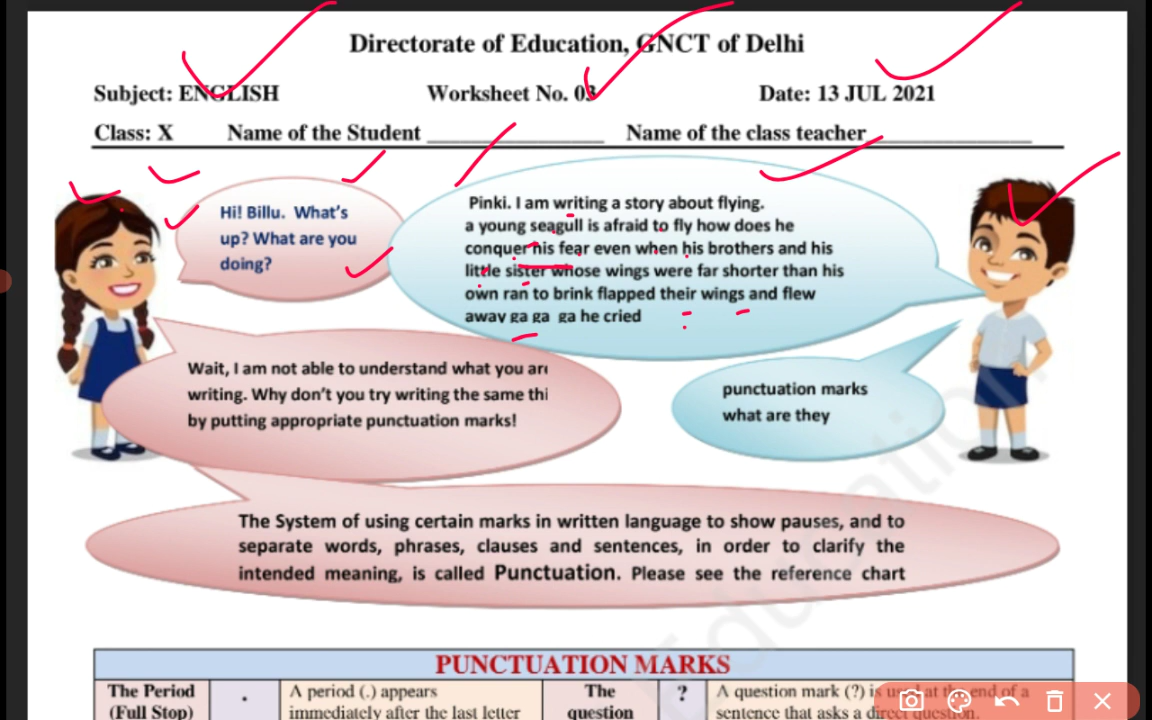 Directorate of Education, GNCT of Delhi
Subject: ENGLISH Worksheet No. 03 Date: 13 JUL 2021
Class: X Name of the Student Name of the class teacher
Hi! Billu. What's
up? What are you
doing?
Pinki. I am writing a story about flying.
a young seagull is afraid to fly how does he
conquer his fear even when his brothers and his
little sister whose wings were far shorter than his
own ran to brink flapped their wings and flew
away ga ga ga he cried
Wait, I am not able to understand what you are
writing. Why don't you try writing the same thi
by putting appropriate punctuation marks!
punctuation marks
what are they
The System of using certain marks in written language to show pauses, and to
separate words, phrases, clauses and sentences, in order to clarify the
intended meaning, is called Punctuation. Please see the reference chart
PUNCTUATION MARKS
The Period
(Full Stop)
.
A period (.) appears
immediately after the last letter
The
question
?
A question mark (?) is used at the end of a
sentence that asks a direct question.